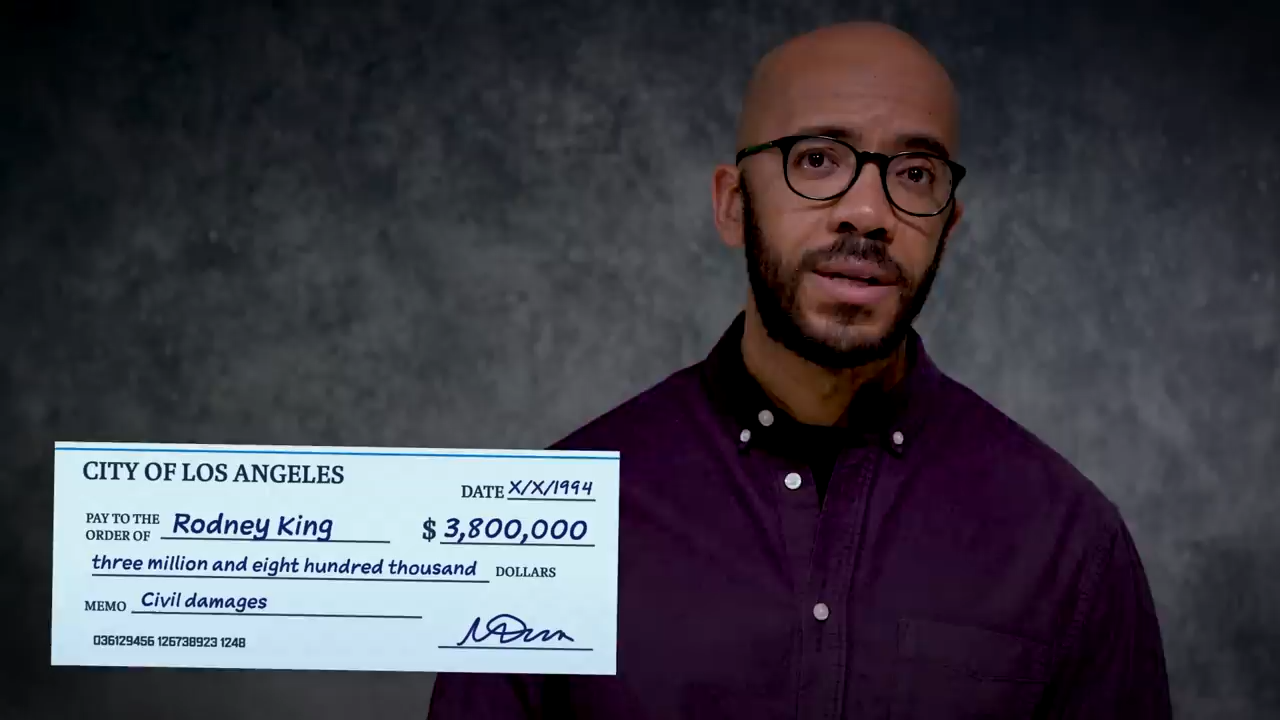 CITY OF LOS ANGELES
DATE X/X/1994
PAY TO THE ORDER OF Rodney King $ 3,800,000
three million and eight hundred thousand DOLLARS
MEMO Civil damages
036129456 126738923 1248